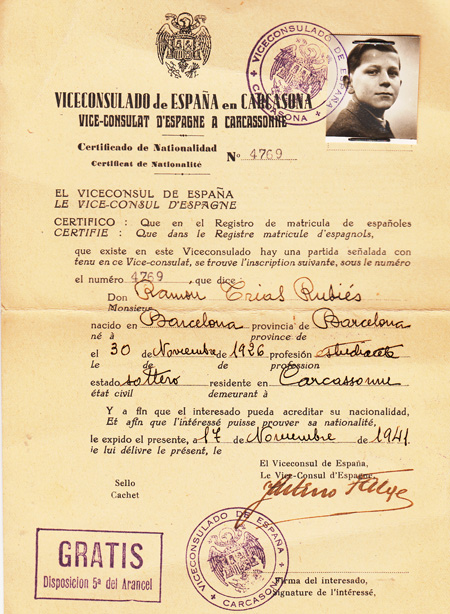 VICECONSULADO de ESPAÑA en CARCASONA
VICE-CONSULAT D'ESPAGNE A CARCASSONNE
VICECONSULADO DE ESPAÑA
CARCASONA
Certificado de Nacionalidad
Certificat de Nationalité
Nº 4769
EL VICECONSUL DE ESPAÑA
LE VICE-CONSUL D'ESPAGNE
CERTIFICO : Que en el Registro de matricula de españoles
CERTIFIE : Que dans le Registre matricule d'espagnols,
que existe en este Viceconsulado hay una partida señalada con
tenu en ce Vice-consulat, se trouve l'inscription suivante, sous le numéro
el numéro 4769 que dice :
Don Ramón Trias Rubiés
Monsieur
nacido en Barcelona provincia de Barcelona
né à province de
el 30 de Noviembre de 1926 profesión estudiante
le de de profession
estado soltero residente en Carcassonne
état civil demeurant à
Y a fin que el interesado pueda acreditar su nacionalidad,
Et afin que l'intéressé puisse prouver sa nationalité,
le expido el presente, a 17 de Noviembre de 1941
je lui délivre le présent, le
El Viceconsul de España,
Le Vice-Consul d'Espagne,
Sello
Cachet
GRATIS
Disposicion 5ª del Arancel
VICECONSULADO DE ESPAÑA
CARCASONA
Firma del interesado,
Signature de l'intéressé,